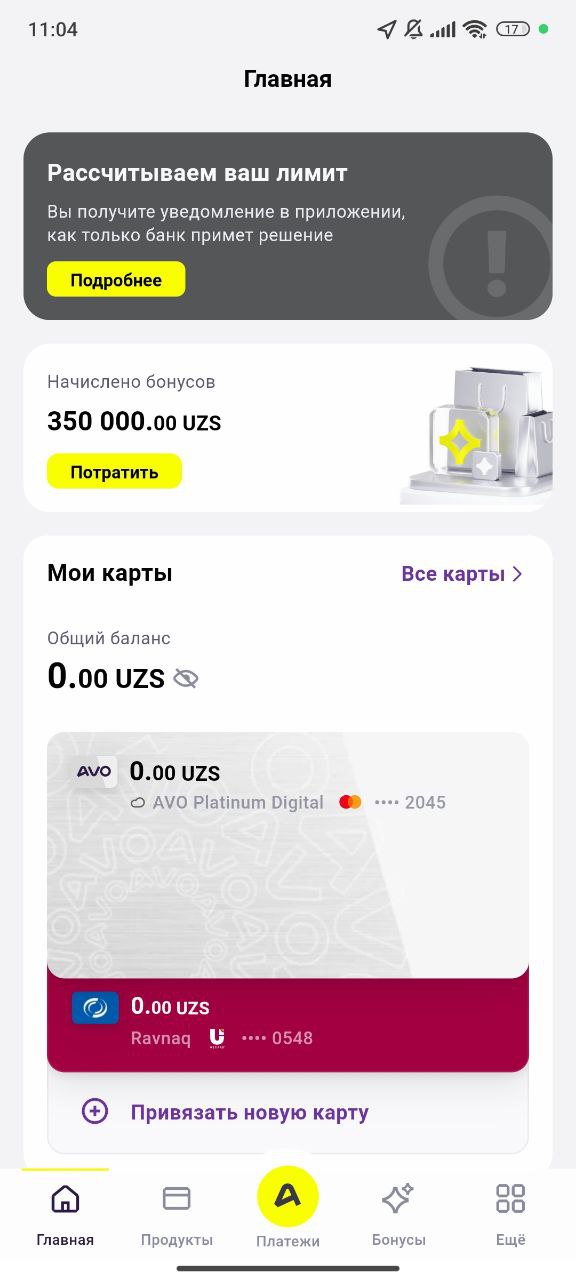 11:04
17
Главная
Рассчитываем ваш лимит
Вы получите уведомление в приложении,
как только банк примет решение
Подробнее
Начислено бонусов
350 000.00 UZS
Потратить
Мои карты
Все карты
Общий баланс
0.00 UZS
AVO
0.00 UZS
AVO Platinum Digital •••• 2045
0.00 UZS
Ravnaq •••• 0548
Привязать новую карту
Главная
Продукты
Платежи
Бонусы
Ещё